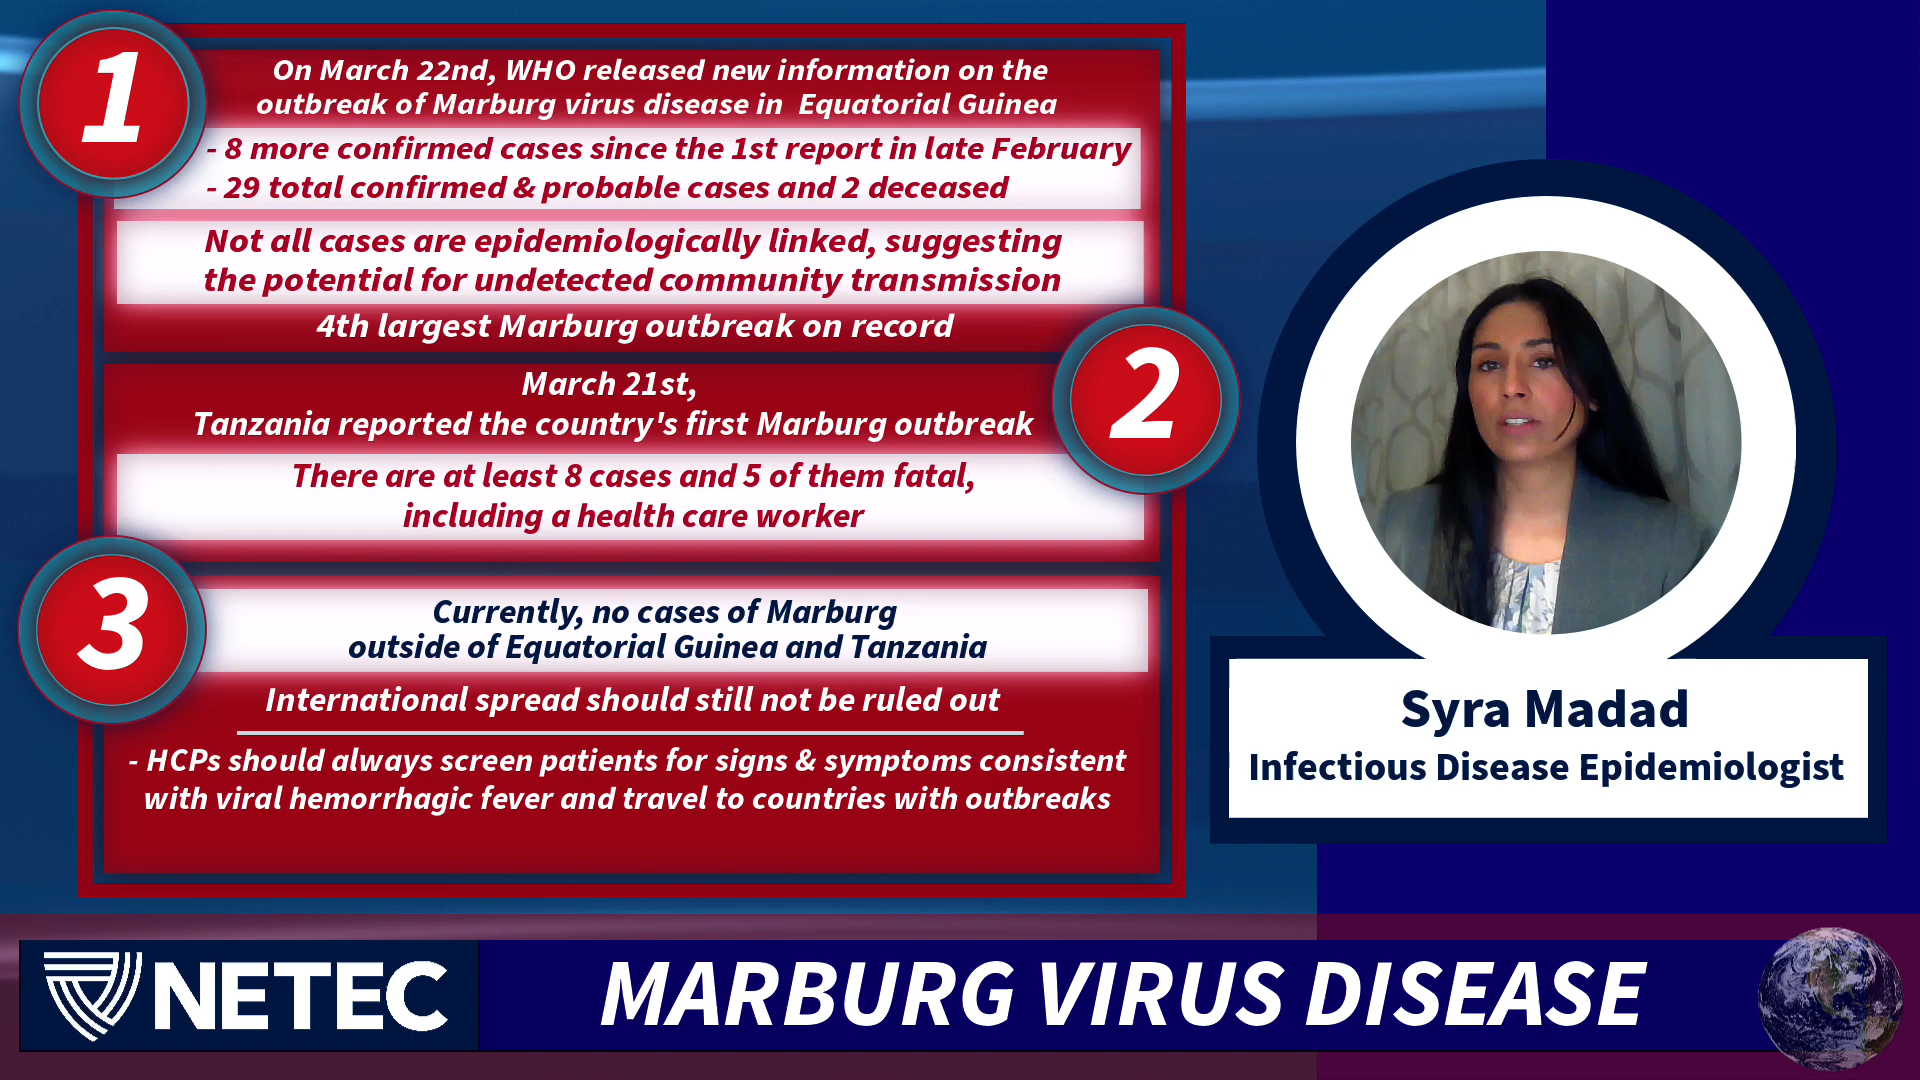 1
On March 22nd, WHO released new information on the
outbreak of Marburg virus disease in Equatorial Guinea
- 8 more confirmed cases since the 1st report in late February
- 29 total confirmed & probable cases and 2 deceased
Not all cases are epidemiologically linked, suggesting
the potential for undetected community transmission
4th largest Marburg outbreak on record
2
March 21st,
Tanzania reported the country's first Marburg outbreak
There are at least 8 cases and 5 of them fatal,
including a health care worker
3
Currently, no cases of Marburg
outside of Equatorial Guinea and Tanzania
International spread should still not be ruled out
- HCPs should always screen patients for signs & symptoms consistent
with viral hemorrhagic fever and travel to countries with outbreaks
Syra Madad
Infectious Disease Epidemiologist
NETEC
MARBURG VIRUS DISEASE